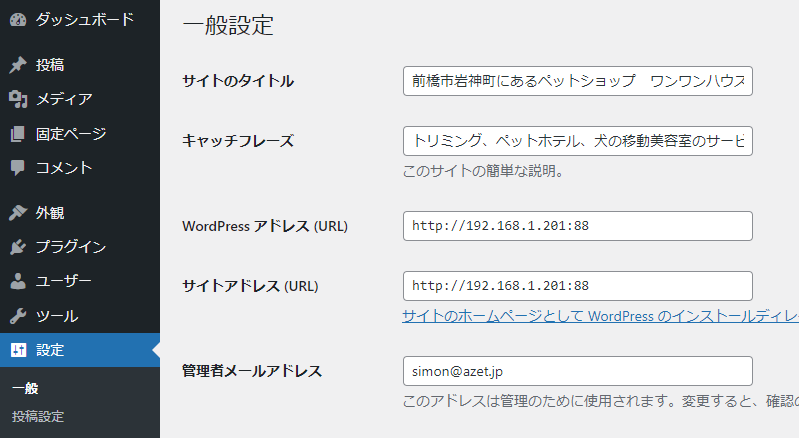 ダッシュボード
投稿
メディア
固定ページ
コメント
外観
プラグイン
ユーザー
ツール
設定
一般
投稿設定
一般設定
サイトのタイトル
前橋市岩神町にあるペットショップ　ワンワンハウス
キャッチフレーズ
トリミング、ペットホテル、犬の移動美容室のサービ
このサイトの簡単な説明。
WordPress アドレス (URL)
http://192.168.1.201:88
サイトアドレス (URL)
http://192.168.1.201:88
サイトのホームページとして WordPress のインストールディレ
管理者メールアドレス
simon@azet.jp
このアドレスは管理のために使用されます。変更すると、確認の